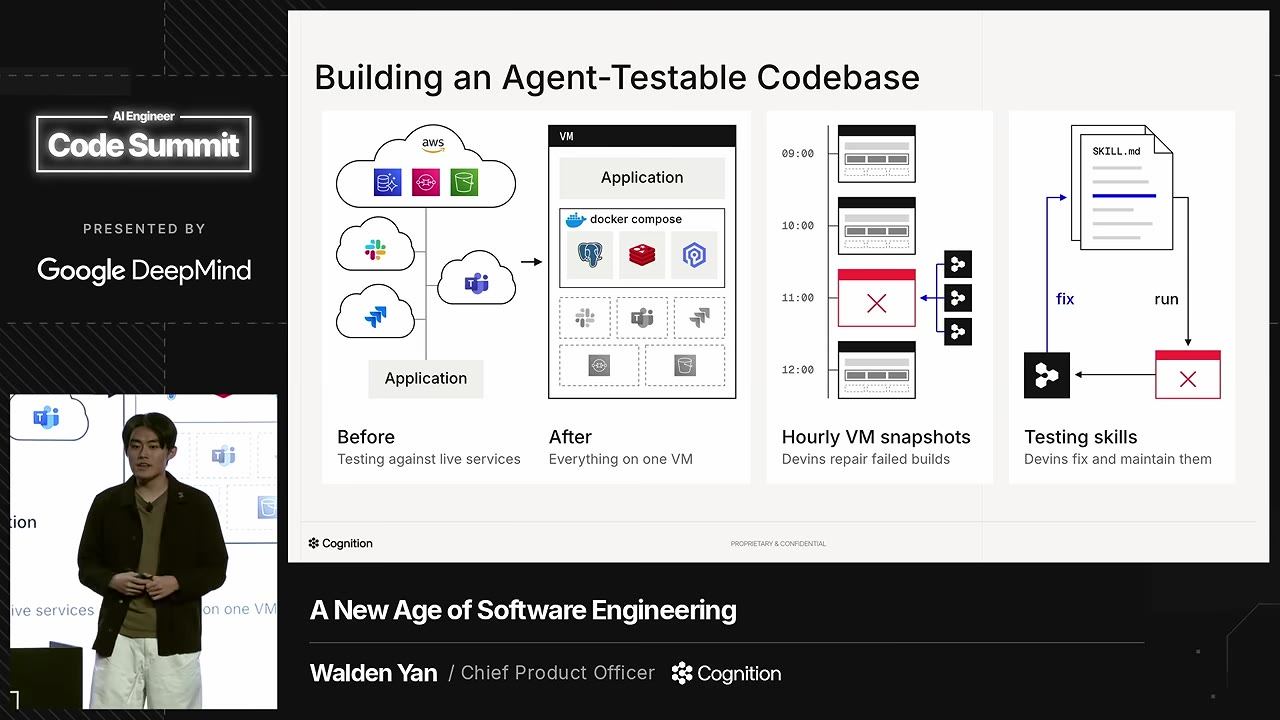 AI Engineer
Code Summit
PRESENTED BY
Google DeepMind
Building an Agent-Testable Codebase
aws
Application
VM
Application
docker compose
Before
Testing against live services
After
Everything on one VM
09:00
10:00
11:00
12:00
Hourly VM snapshots
Devins repair failed builds
SKILL.md
fix
run
Testing skills
Devins fix and maintain them
Cognition
PROPRIETARY & CONFIDENTIAL
tion
ive services
on one VM
A New Age of Software Engineering
Walden Yan / Chief Product Officer Cognition